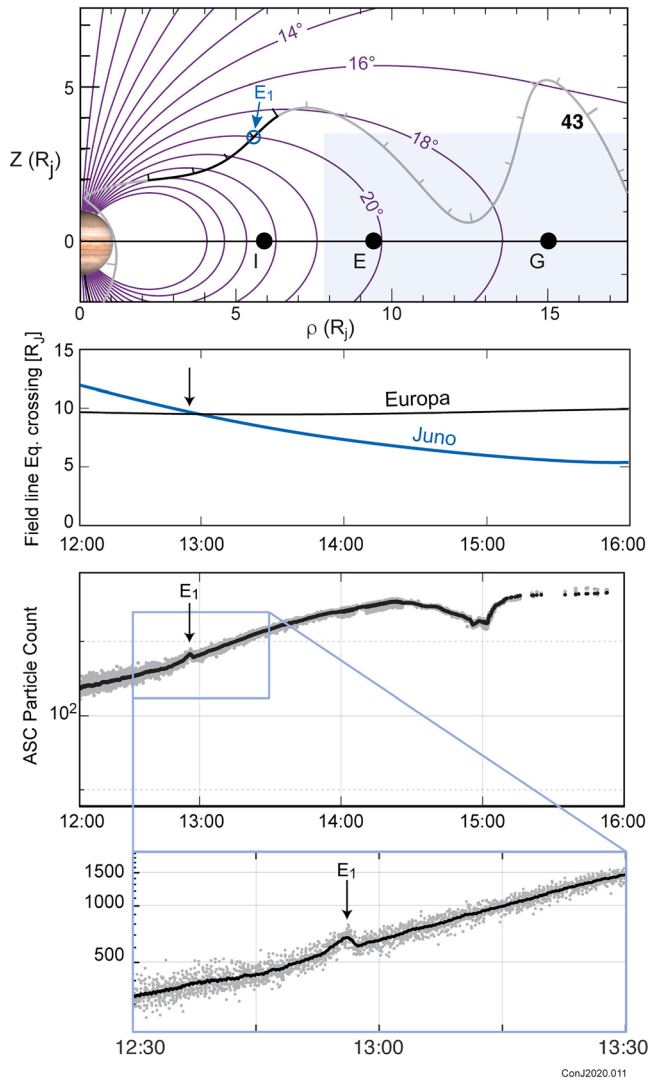 14°
16°
5
E₁
43
Z (Rⱼ)
18°
20°
0
I
E
G
0
5
10
15
ρ (Rⱼ)
15
Field line Eq. crossing [R_J]
10
Europa
Juno
5
0
12:00
13:00
14:00
15:00
16:00
E₁
ASC Particle Count
10²
12:00
13:00
14:00
15:00
16:00
E₁
1500
1000
500
12:30
13:00
13:30
ConJ2020.011